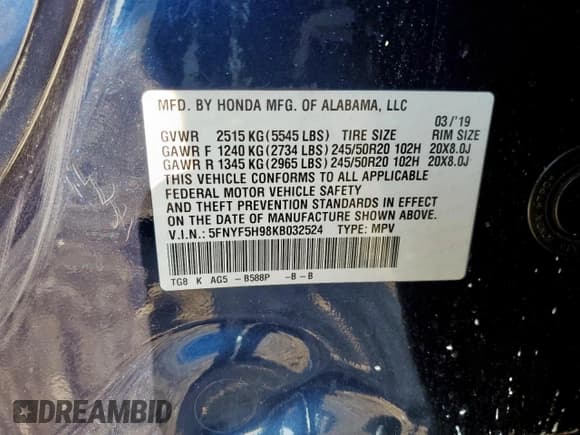 MFD. BY HONDA MFG. OF ALABAMA, LLC 03/'19
GVWR 2515 KG (5545 LBS) TIRE SIZE RIM SIZE
GAWR F 1240 KG (2734 LBS) 245/50R20 102H 20X8.0J
GAWR R 1345 KG (2965 LBS) 245/50R20 102H 20X8.0J
THIS VEHICLE CONFORMS TO ALL APPLICABLE
FEDERAL MOTOR VEHICLE SAFETY
AND THEFT PREVENTION STANDARDS IN EFFECT
ON THE DATE OF MANUFACTURE SHOWN ABOVE.
V.I.N.: 5FNYF5H98KB032524 TYPE: MPV
TG8 K AG5 - B588P -B-B
DREAMBID